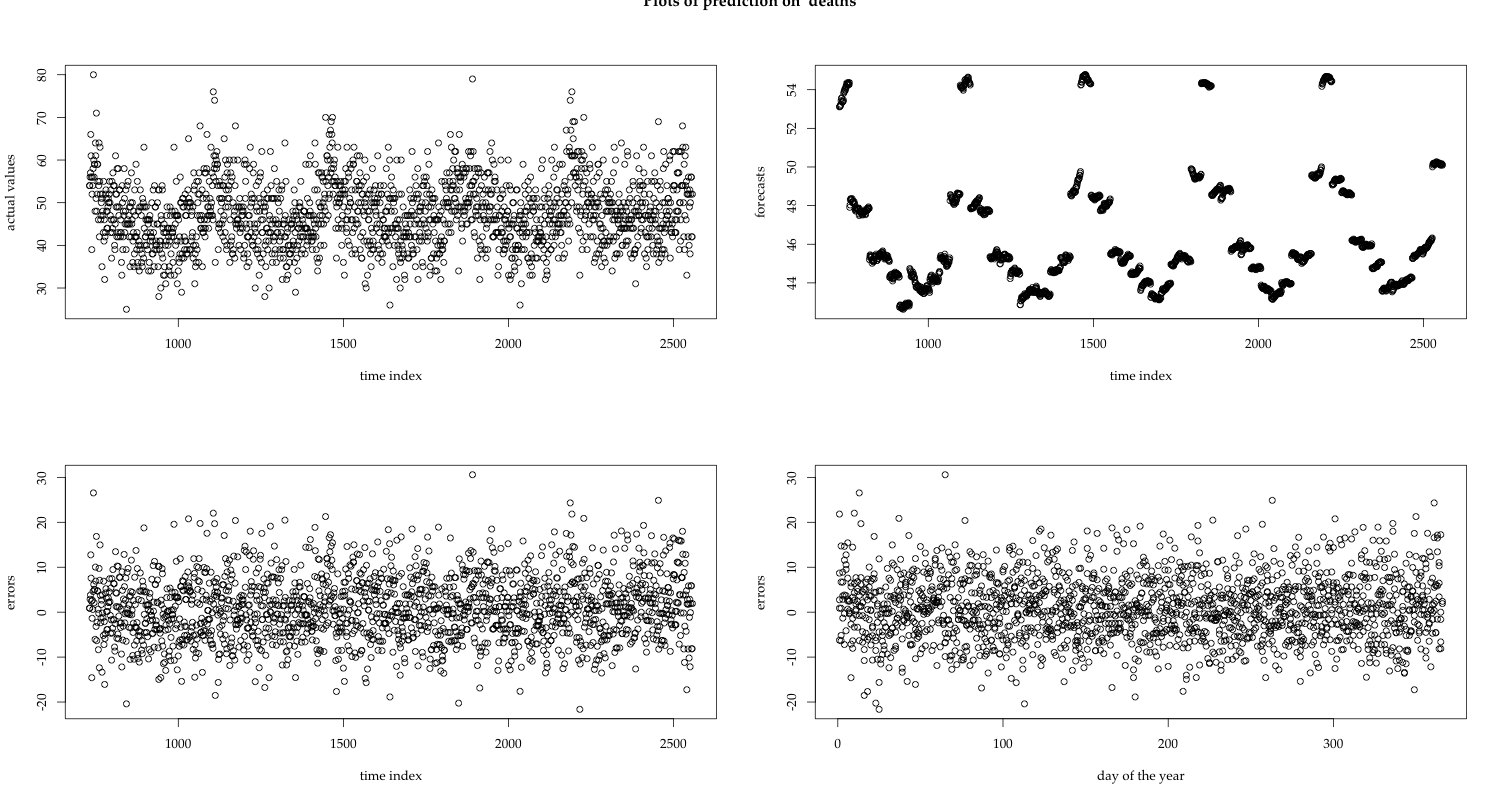 Plots of prediction on 'deaths'
80
70
60
50
40
30
actual values
1000 1500 2000 2500
time index
54
52
50
48
46
44
forecasts
1000 1500 2000 2500
time index
30
20
10
0
-10
-20
errors
1000 1500 2000 2500
time index
30
20
10
0
-10
-20
errors
0 100 200 300
day of the year